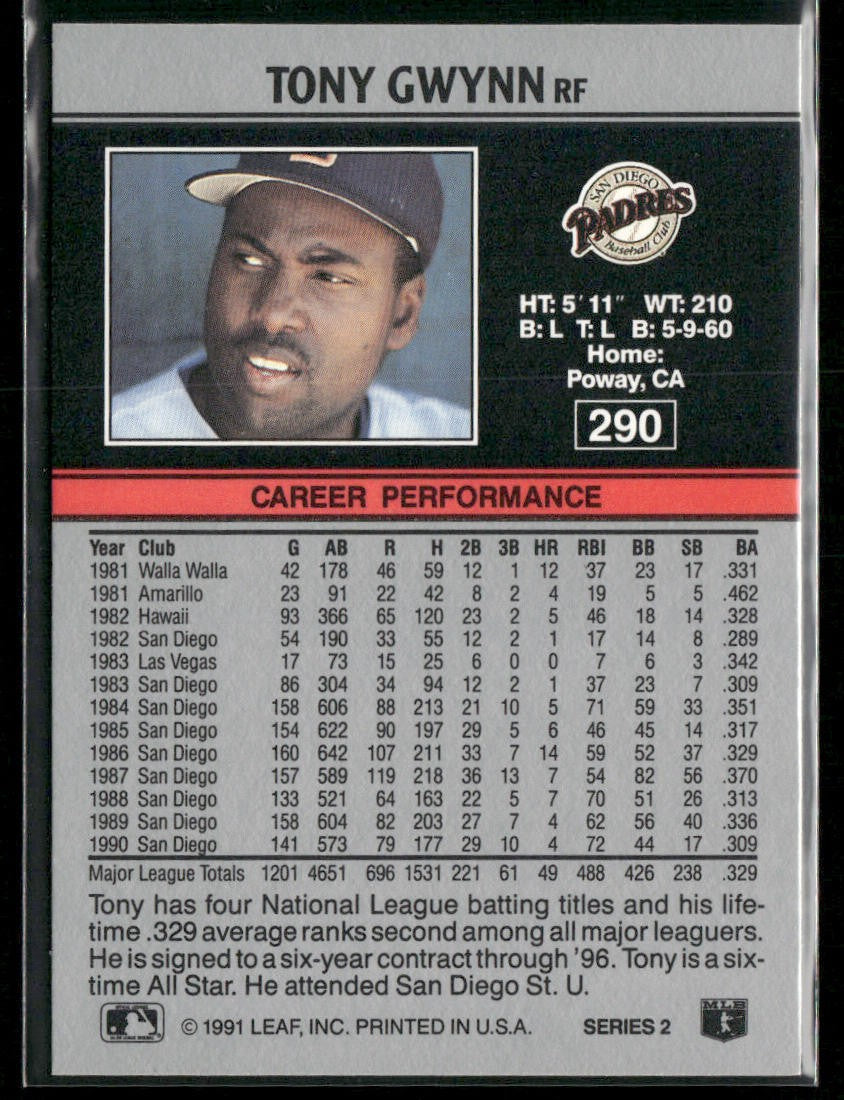 TONY GWYNN RF
SAN DIEGO
PADRES
Baseball Club
HT: 5' 11" WT: 210
B: L T: L B: 5-9-60
Home:
Poway, CA
290
CAREER PERFORMANCE
Year Club G AB R H 2B 3B HR RBI BB SB BA
1981 Walla Walla 42 178 46 59 12 1 12 37 23 17 .331
1981 Amarillo 23 91 22 42 8 2 4 19 5 5 .462
1982 Hawaii 93 366 65 120 23 2 5 46 18 14 .328
1982 San Diego 54 190 33 55 12 2 1 17 14 8 .289
1983 Las Vegas 17 73 15 25 6 0 0 7 6 3 .342
1983 San Diego 86 304 34 94 12 2 1 37 23 7 .309
1984 San Diego 158 606 88 213 21 10 5 71 59 33 .351
1985 San Diego 154 622 90 197 29 5 6 46 45 14 .317
1986 San Diego 160 642 107 211 33 7 14 59 52 37 .329
1987 San Diego 157 589 119 218 36 13 7 54 82 56 .370
1988 San Diego 133 521 64 163 22 5 7 70 51 26 .313
1989 San Diego 158 604 82 203 27 7 4 62 56 40 .336
1990 San Diego 141 573 79 177 29 10 4 72 44 17 .309
Major League Totals 1201 4651 696 1531 221 61 49 488 426 238 .329
Tony has four National League batting titles and his life-
time .329 average ranks second among all major leaguers.
He is signed to a six-year contract through '96. Tony is a six-
time All Star. He attended San Diego St. U.
© 1991 LEAF, INC. PRINTED IN U.S.A. SERIES 2
MLB